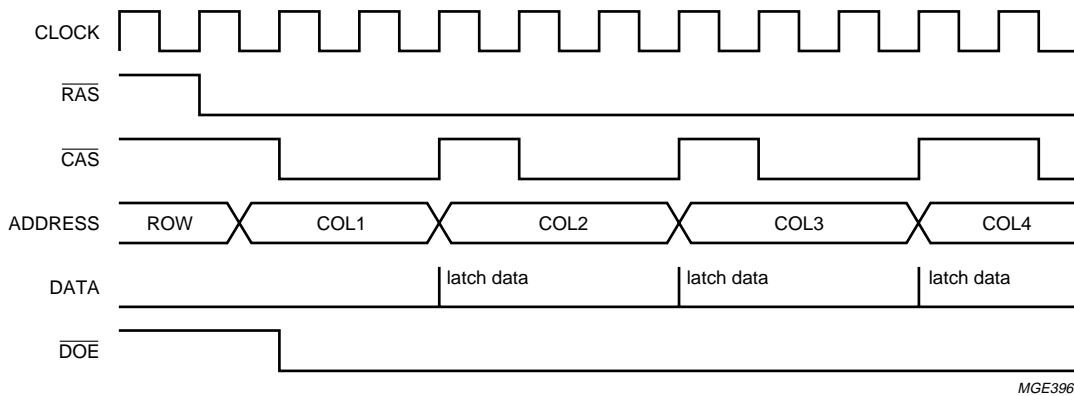 CLOCK
RAS
CAS
ADDRESS ROW COL1 COL2 COL3 COL4
DATA latch data latch data latch data
DOE
MGE396